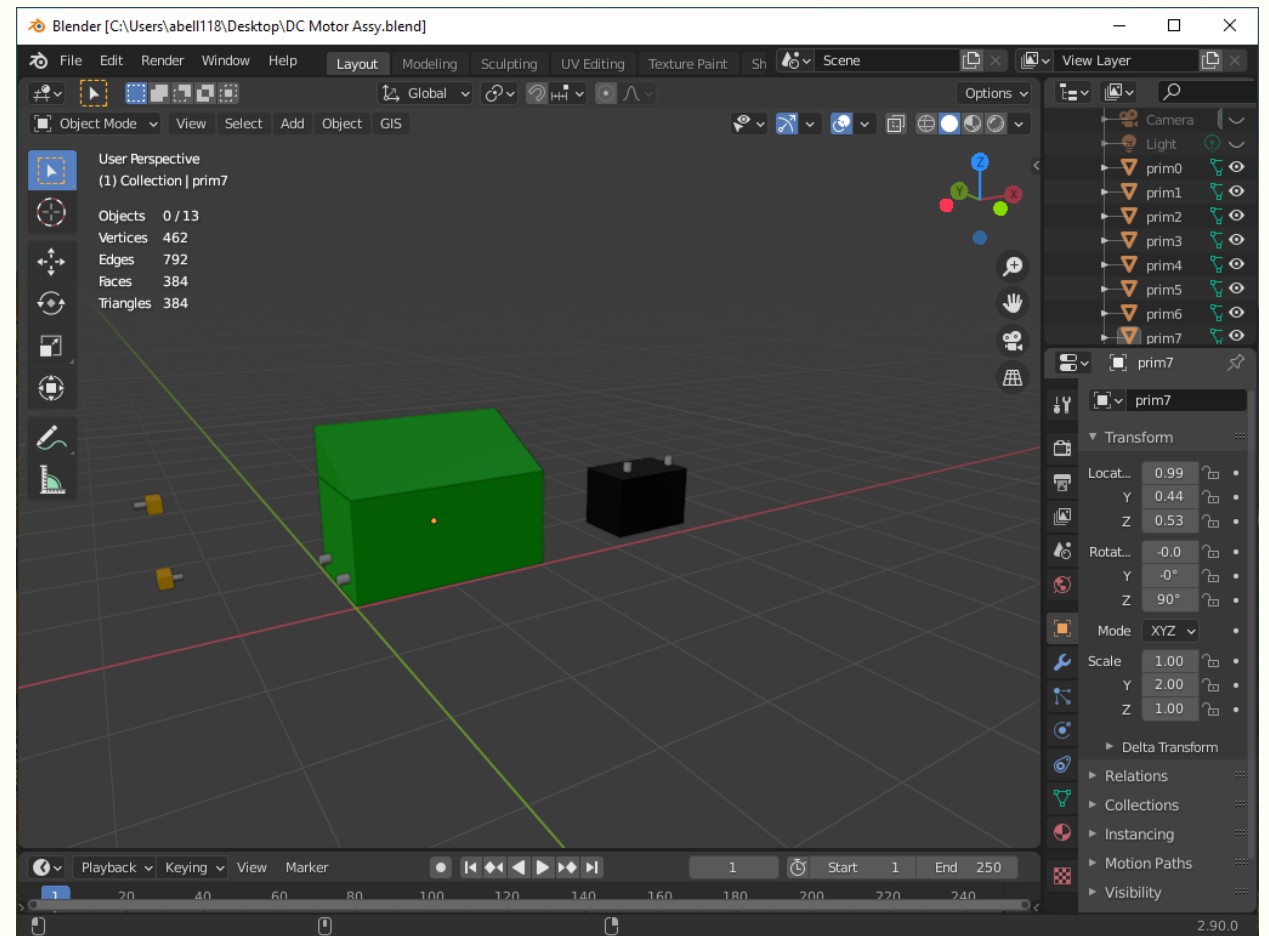 Blender [C:\Users\abell118\Desktop\DC Motor Assy.blend]
File Edit Render Window Help Layout Modeling Sculpting UV Editing Texture Paint Sh Scene View Layer
Global Options
Object Mode View Select Add Object GIS
User Perspective
(1) Collection | prim7
Objects 0/13
Vertices 462
Edges 792
Faces 384
Triangles 384
Z
Y
X
Camera
Light
prim0
prim1
prim2
prim3
prim4
prim5
prim6
prim7
prim7
prim7
Transform
Locat... 0.99
Y 0.44
Z 0.53
Rotat... -0.0
Y -0°
Z 90°
Mode XYZ
Scale 1.00
Y 2.00
Z 1.00
Delta Transform
Relations
Collections
Instancing
Motion Paths
Visibility
Playback Keying View Marker 1 Start 1 End 250
1 20 40 60 80 100 120 140 160 180 200 220 240
2.90.0